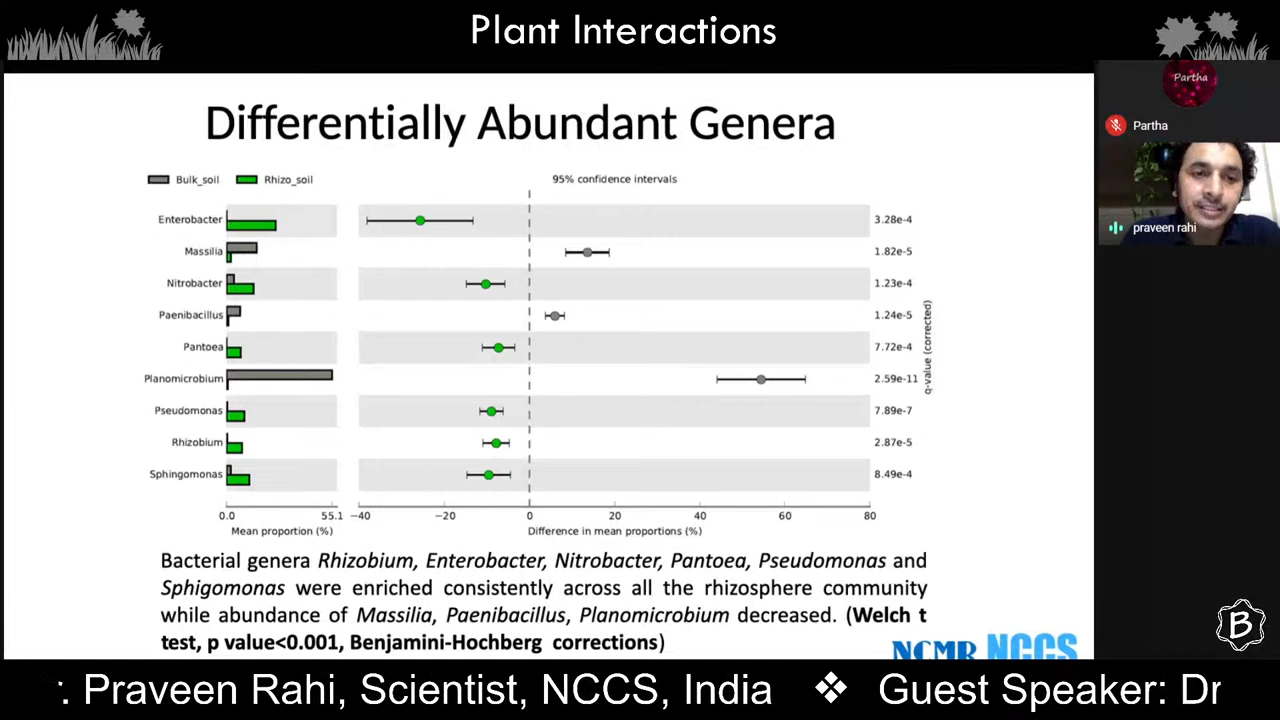 Plant Interactions
Differentially Abundant Genera
Bulk_soil Rhizo_soil 95% confidence intervals
Enterobacter 3.28e-4
Massilia 1.82e-5
Nitrobacter 1.23e-4
Paenibacillus 1.24e-5
Pantoea 7.72e-4
Planomicrobium 2.59e-11
Pseudomonas 7.89e-7
Rhizobium 2.87e-5
Sphingomonas 8.49e-4
q-value (corrected)
0.0 55.1 −40 −20 0 20 40 60 80
Mean proportion (%) Difference in mean proportions (%)
Bacterial genera Rhizobium, Enterobacter, Nitrobacter, Pantoea, Pseudomonas and
Sphigomonas were enriched consistently across all the rhizosphere community
while abundance of Massilia, Paenibacillus, Planomicrobium decreased. (Welch t
test, p value<0.001, Benjamini-Hochberg corrections)
NCMR NCCS
Partha
Partha
praveen rahi
B
: Praveen Rahi, Scientist, NCCS, India ❖ Guest Speaker: Dr